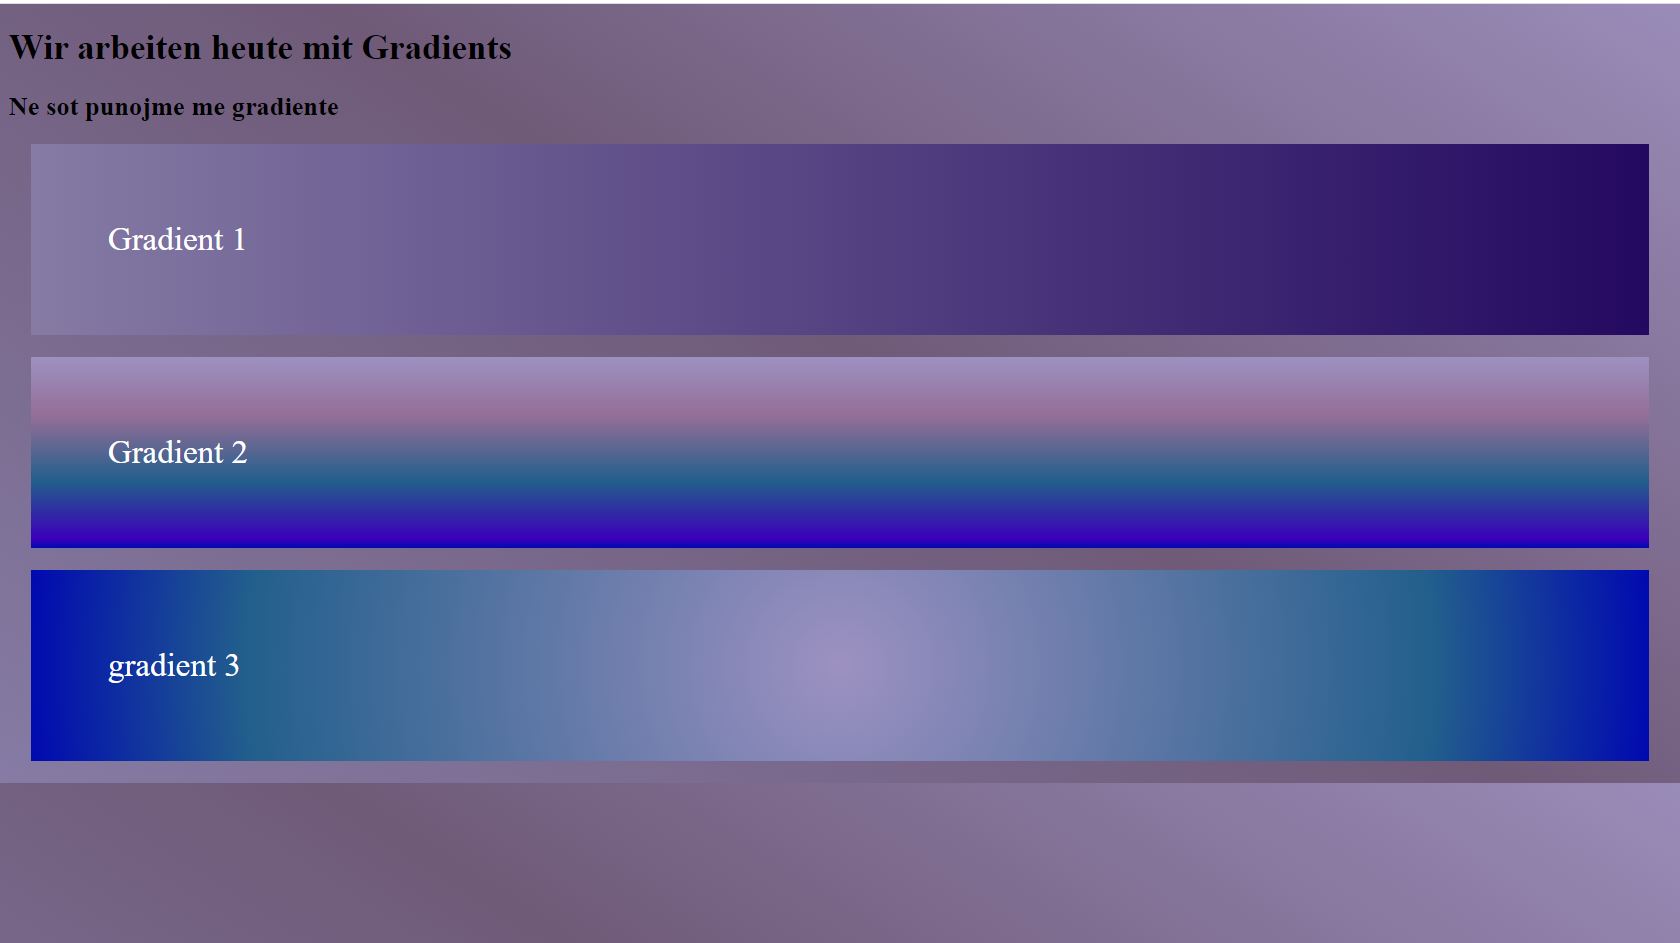 Wir arbeiten heute mit Gradients
Ne sot punojme me gradiente
Gradient 1
Gradient 2
gradient 3